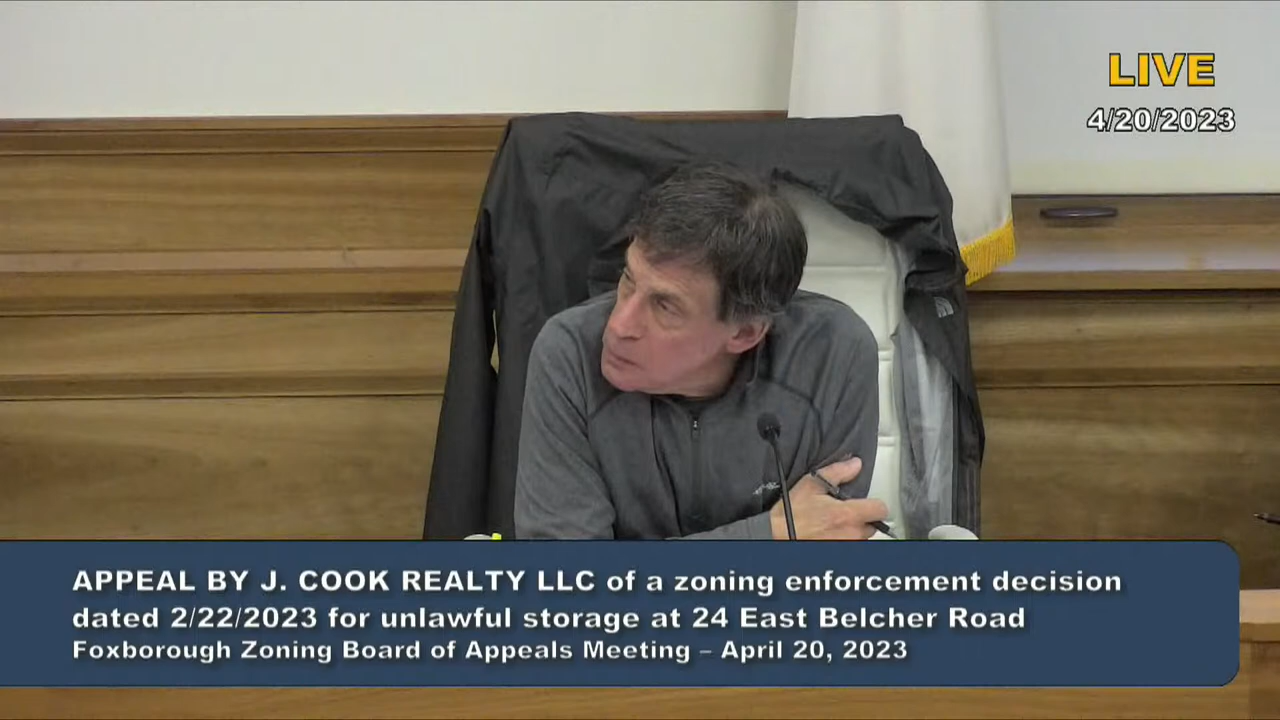 LIVE
4/20/2023
APPEAL BY J. COOK REALTY LLC of a zoning enforcement decision
dated 2/22/2023 for unlawful storage at 24 East Belcher Road
Foxborough Zoning Board of Appeals Meeting – April 20, 2023